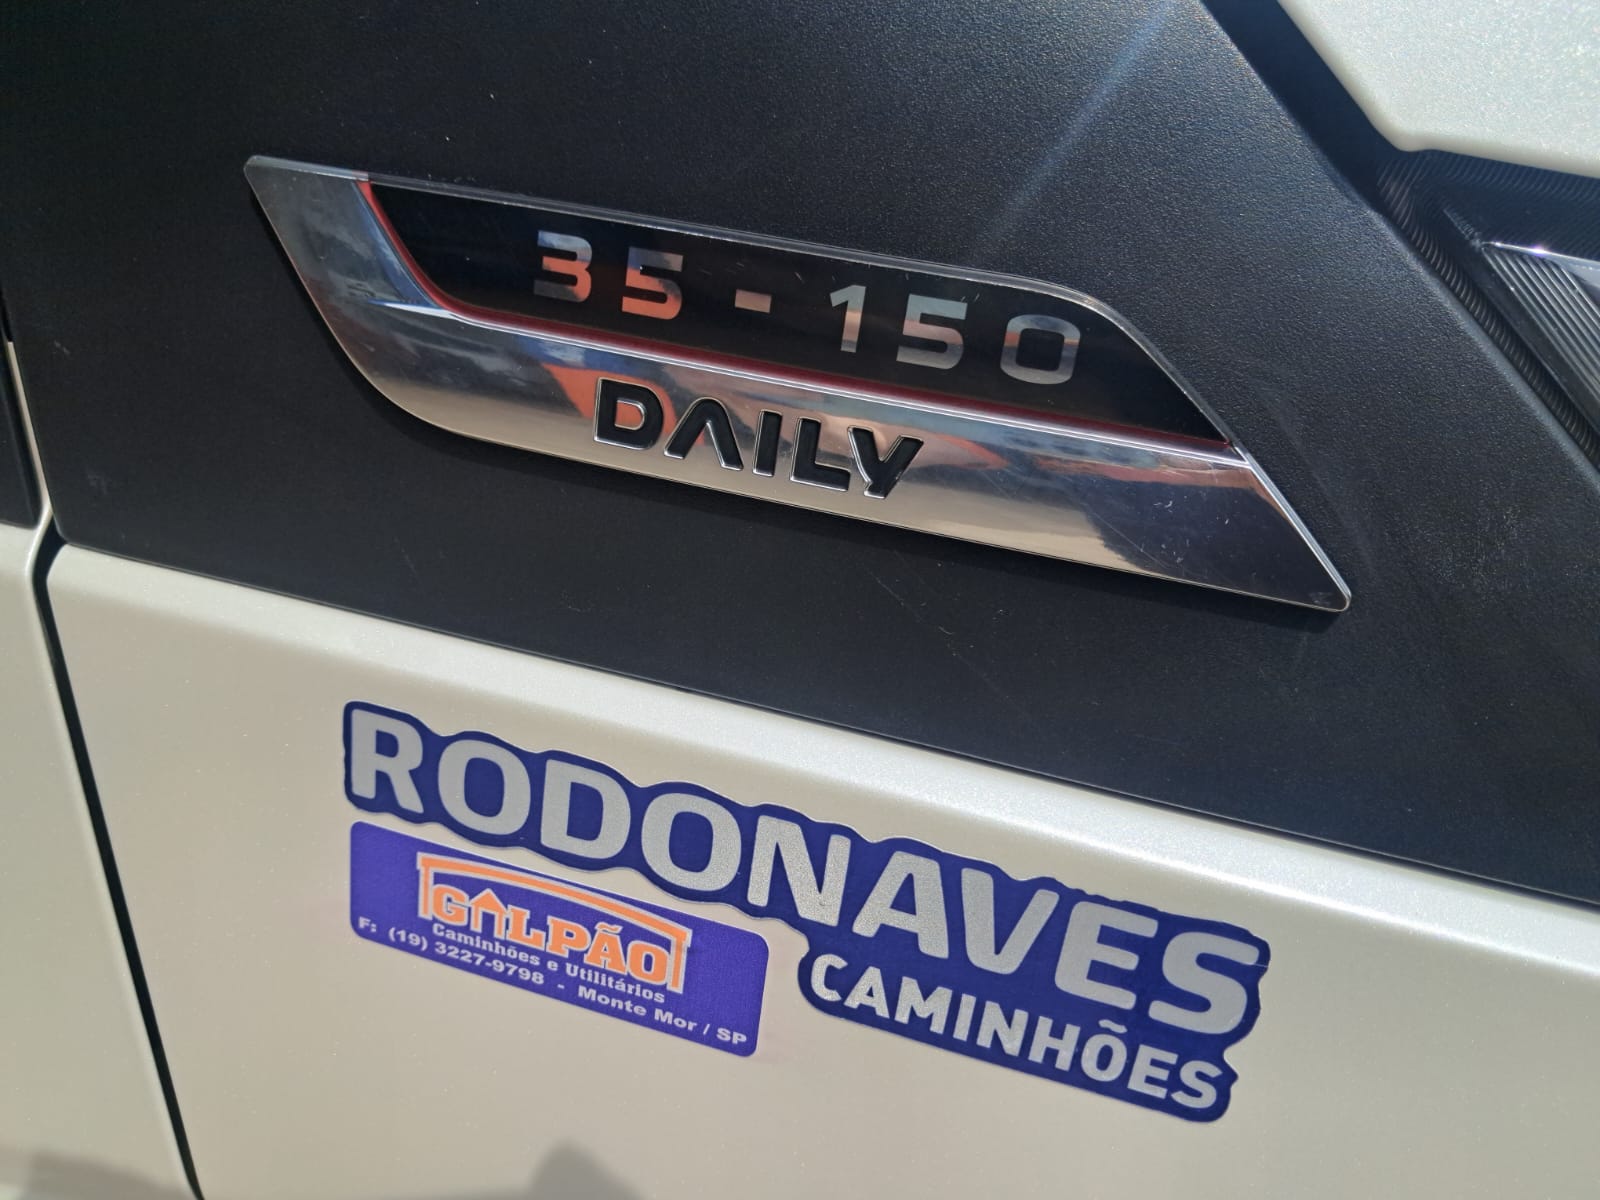 35-150
DAILY
RODONAVES
CAMINHÕES
GALPÃO
Caminhões e Utilitários
F: (19) 3227-9798 - Monte Mor / SP